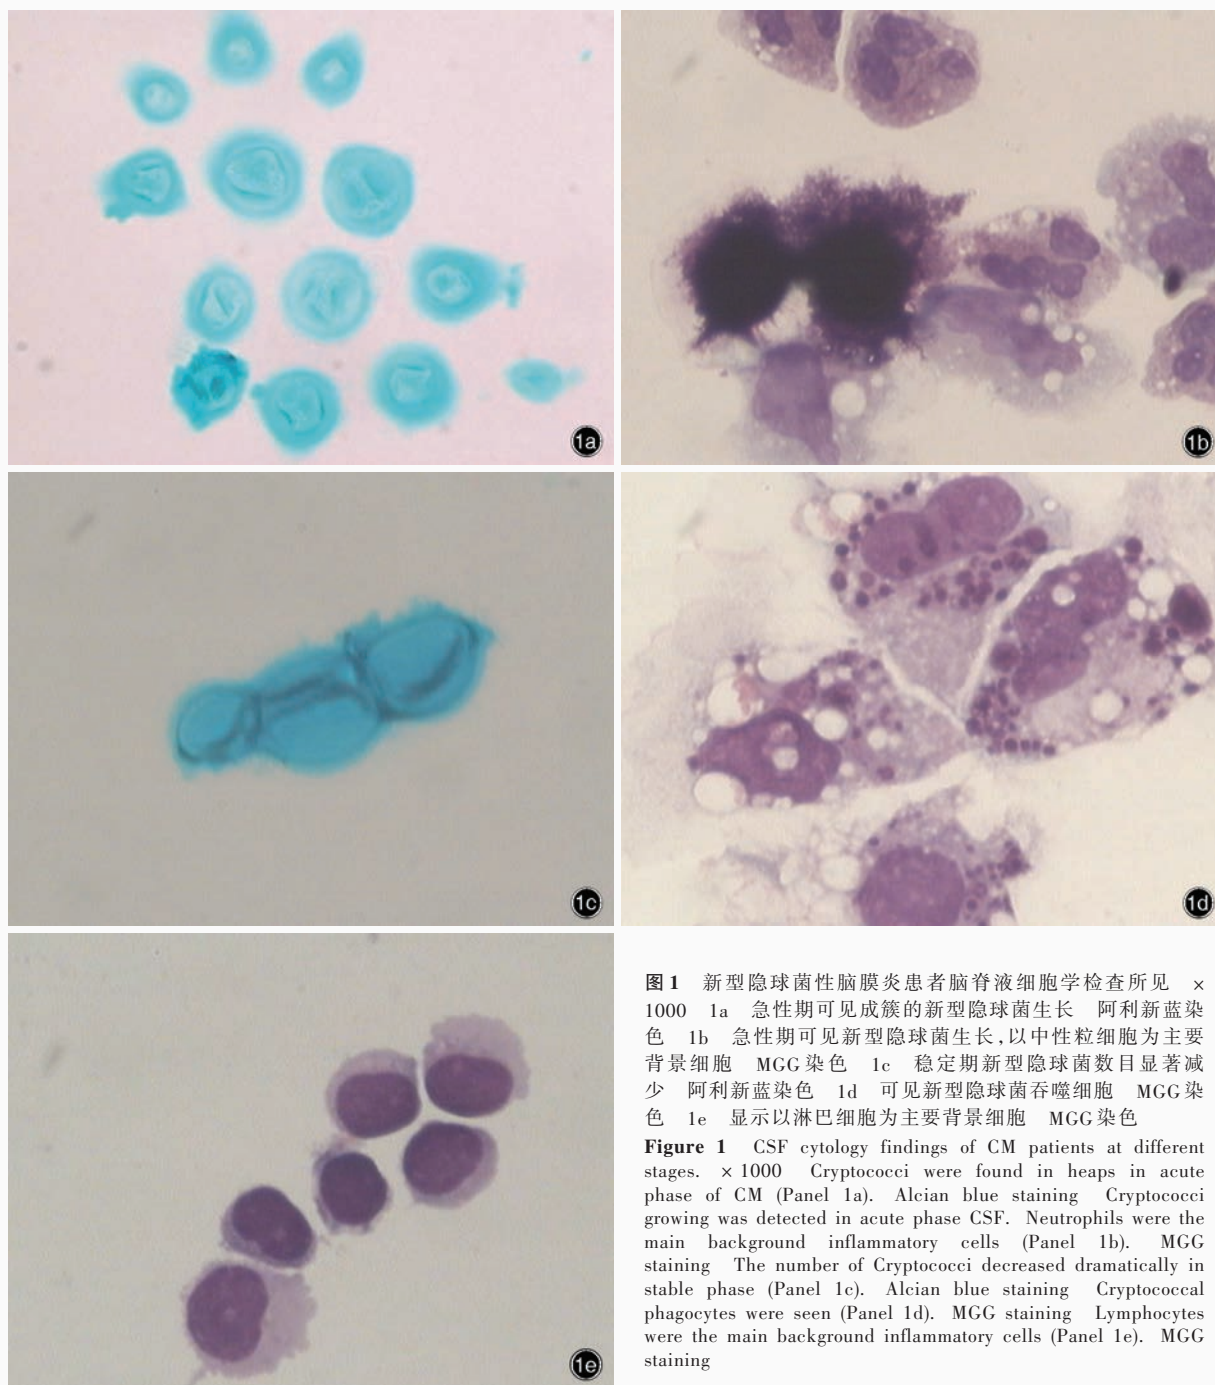 1a
1b
1c
1d
1e
图1 新型隐球菌性脑膜炎患者脑脊液细胞学检查所见 ×
1000 1a 急性期可见成簇的新型隐球菌生长 阿利新蓝染
色 1b 急性期可见新型隐球菌生长,以中性粒细胞为主要
背景细胞 MGG染色 1c 稳定期新型隐球菌数目显著减
少 阿利新蓝染色 1d 可见新型隐球菌吞噬细胞 MGG染
色 1e 显示以淋巴细胞为主要背景细胞 MGG染色
Figure 1 CSF cytology findings of CM patients at different
stages. ×1000 Cryptococci were found in heaps in acute
phase of CM (Panel 1a). Alcian blue staining Cryptococci
growing was detected in acute phase CSF. Neutrophils were the
main background inflammatory cells (Panel 1b). MGG
staining The number of Cryptococci decreased dramatically in
stable phase (Panel 1c). Alcian blue staining Cryptococcal
phagocytes were seen (Panel 1d). MGG staining Lymphocytes
were the main background inflammatory cells (Panel 1e). MGG
staining